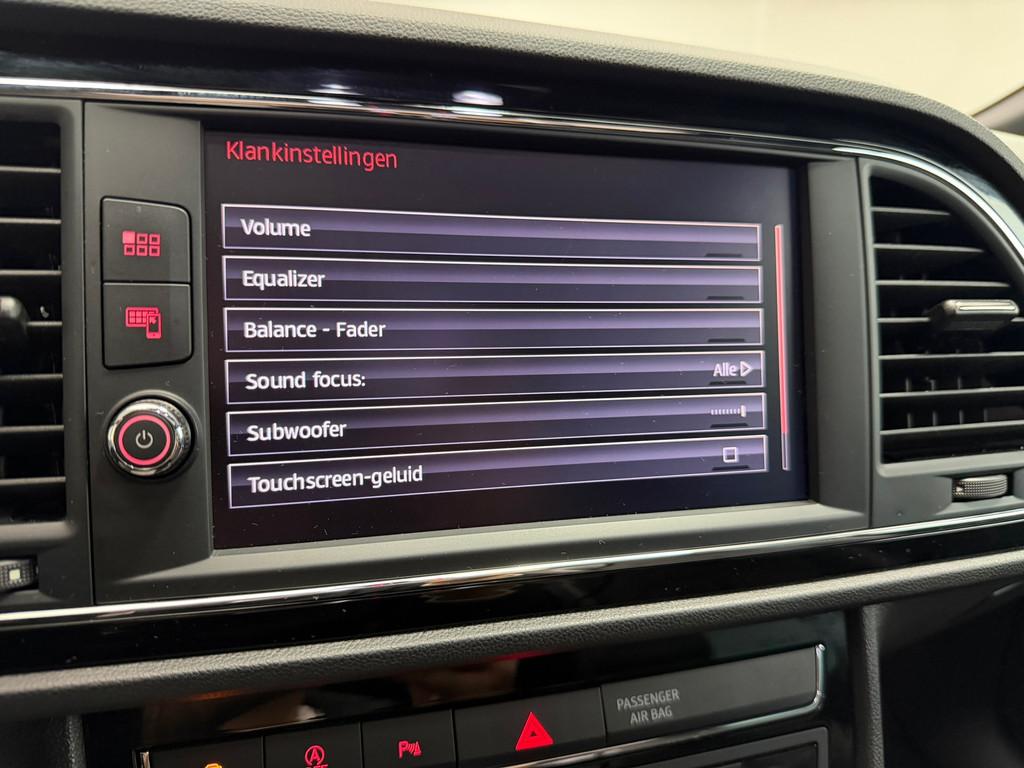 Klankinstellingen
Volume
Equalizer
Balance - Fader
Sound focus:
Alle
Subwoofer
Touchscreen-geluid
PASSENGER
AIR BAG